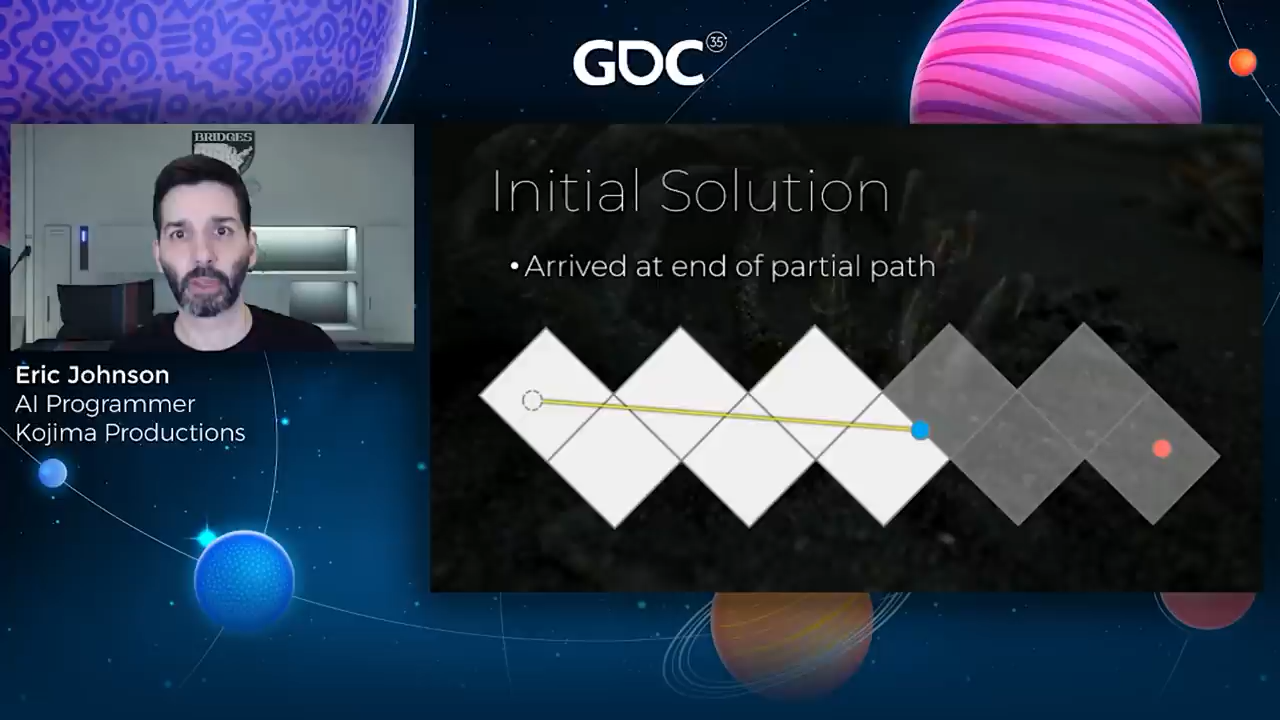 GDC 35
BRIDGES
Initial Solution
• Arrived at end of partial path
Eric Johnson
AI Programmer
Kojima Productions